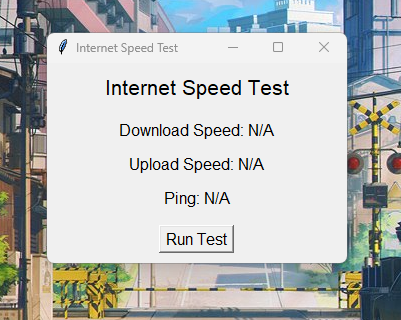 Internet Speed Test
Internet Speed Test
Download Speed: N/A
Upload Speed: N/A
Ping: N/A
Run Test